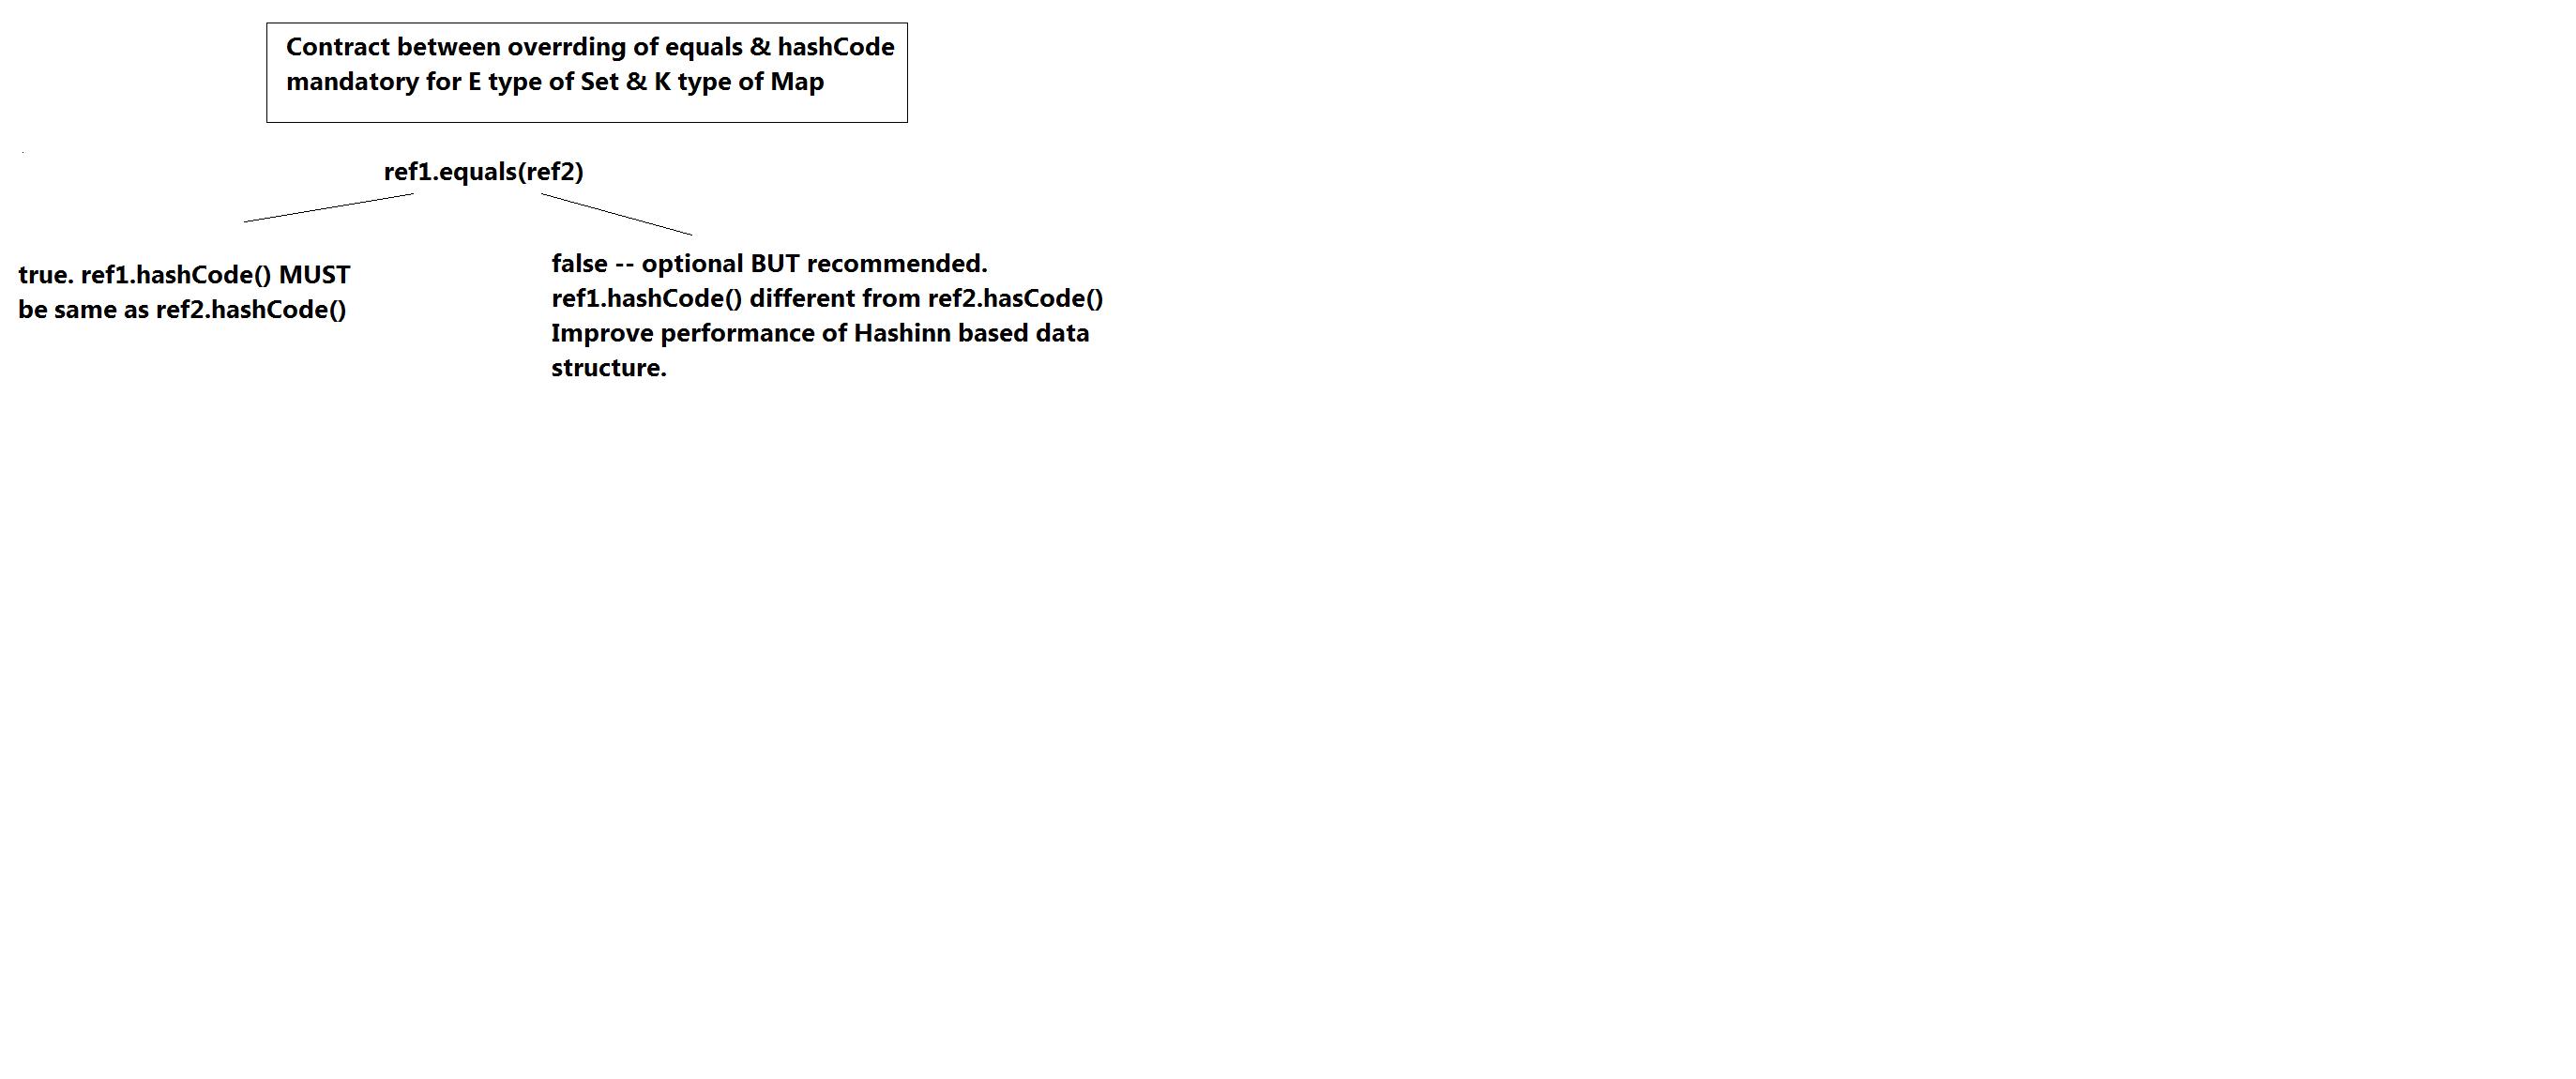 Contract between overrding of equals & hashCode
mandatory for E type of Set & K type of Map
ref1.equals(ref2)
true. ref1.hashCode() MUST
be same as ref2.hashCode()
false -- optional BUT recommended.
ref1.hashCode() different from ref2.hasCode()
Improve performance of Hashinn based data
structure.